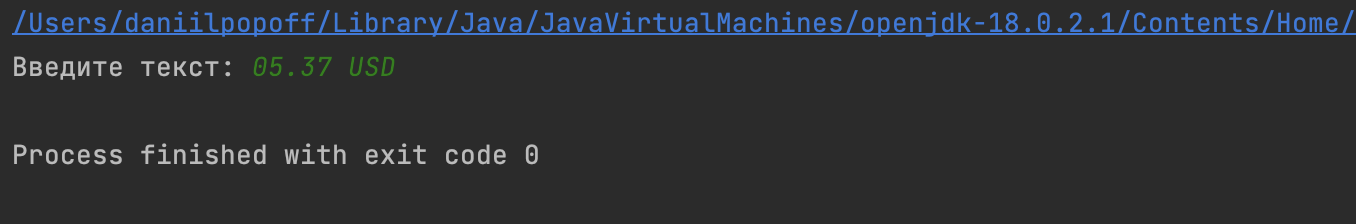 /Users/daniilpopoff/Library/Java/JavaVirtualMachines/openjdk-18.0.2.1/Contents/Home/
Введите текст: 05.37 USD
Process finished with exit code 0